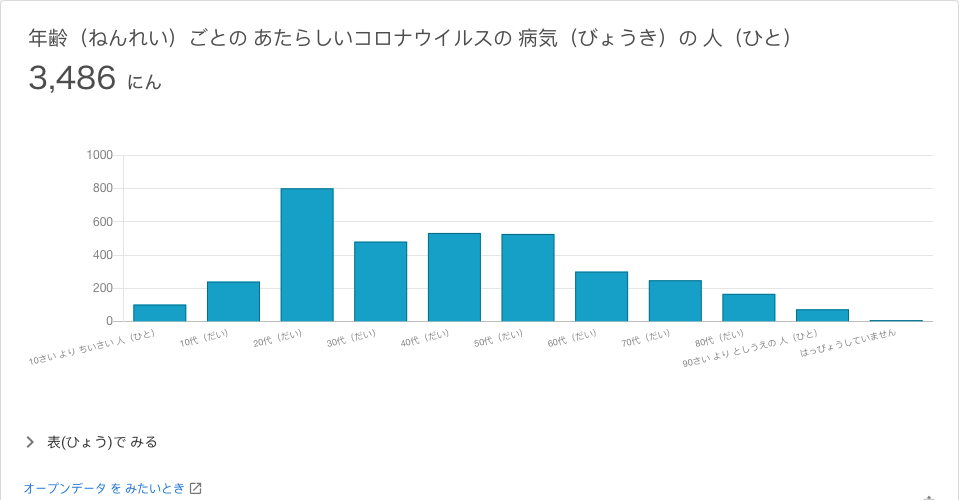 年齢（ねんれい）ごとの あたらしいコロナウイルスの 病気（びょうき）の 人（ひと）
3,486 にん
1000
800
600
400
200
0
10さい より ちいさい 人（ひと）
10代（だい）
20代（だい）
30代（だい）
40代（だい）
50代（だい）
60代（だい）
70代（だい）
80代（だい）
90さい より としうえの 人（ひと）
はっぴょうしていません
表(ひょう)で みる
オープンデータ を みたいとき